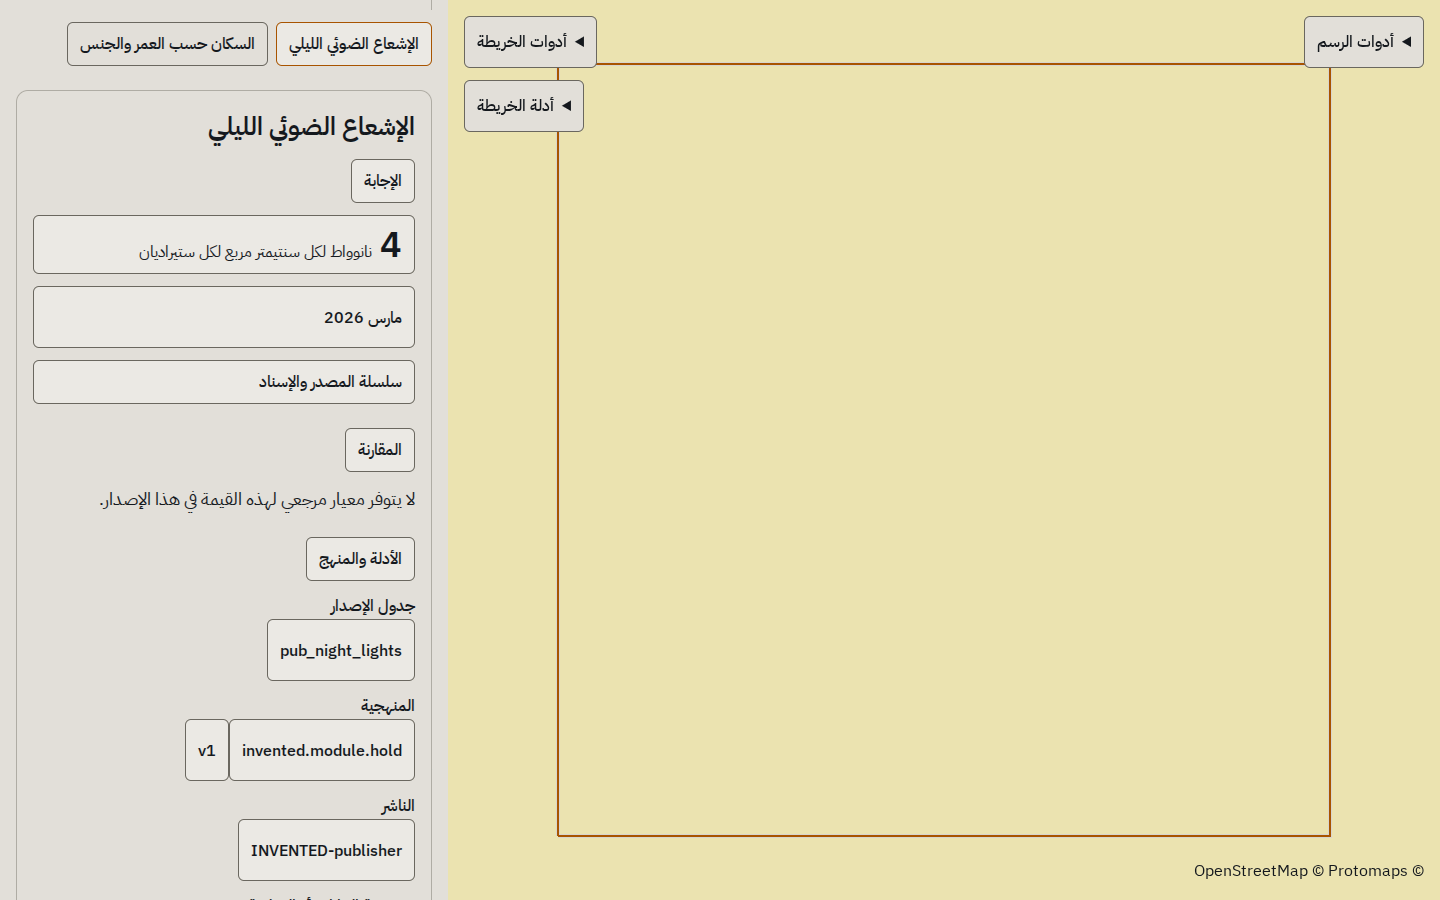 أدوات الرسم
أدوات الخريطة
أدلة الخريطة
OpenStreetMap © Protomaps ©
الإشعاع الضوئي الليلي
السكان حسب العمر والجنس
الإشعاع الضوئي الليلي
الإجابة
4 نانوواط لكل سنتيمتر مربع لكل ستيراديان
مارس 2026
سلسلة المصدر والإسناد
المقارنة
لا يتوفر معيار مرجعي لهذه القيمة في هذا الإصدار.
الأدلة والمنهج
جدول الإصدار
pub_night_lights
المنهجية
invented.module.hold
v1
الناشر
INVENTED-publisher